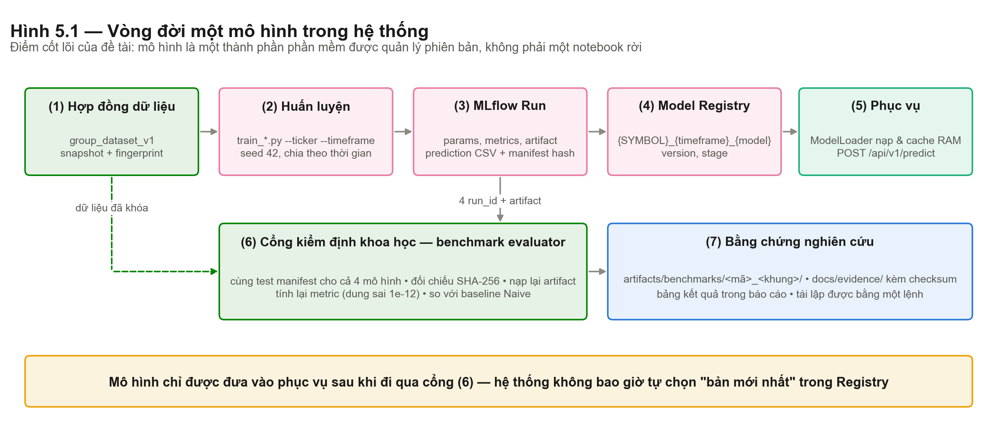 Hình 5.1 — Vòng đời một mô hình trong hệ thống
Điểm cốt lõi của đề tài: mô hình là một thành phần phần mềm được quản lý phiên bản, không phải một notebook rời
(1) Hợp đồng dữ liệu
group_dataset_v1
snapshot + fingerprint
(2) Huấn luyện
train_*.py --ticker --timeframe
seed 42, chia theo thời gian
(3) MLflow Run
params, metrics, artifact
prediction CSV + manifest hash
(4) Model Registry
{SYMBOL}_{timeframe}_{model}
version, stage
(5) Phục vụ
ModelLoader nạp & cache RAM
POST /api/v1/predict
dữ liệu đã khóa
4 run_id + artifact
(6) Cổng kiểm định khoa học — benchmark evaluator
cùng test manifest cho cả 4 mô hình • đối chiếu SHA-256 • nạp lại artifact
tính lại metric (dung sai 1e-12) • so với baseline Naive
(7) Bằng chứng nghiên cứu
artifacts/benchmarks/<mã>_<khung>/ • docs/evidence/ kèm checksum
bảng kết quả trong báo cáo • tái lập được bằng một lệnh
Mô hình chỉ được đưa vào phục vụ sau khi đi qua cổng (6) — hệ thống không bao giờ tự chọn "bản mới nhất" trong Registry